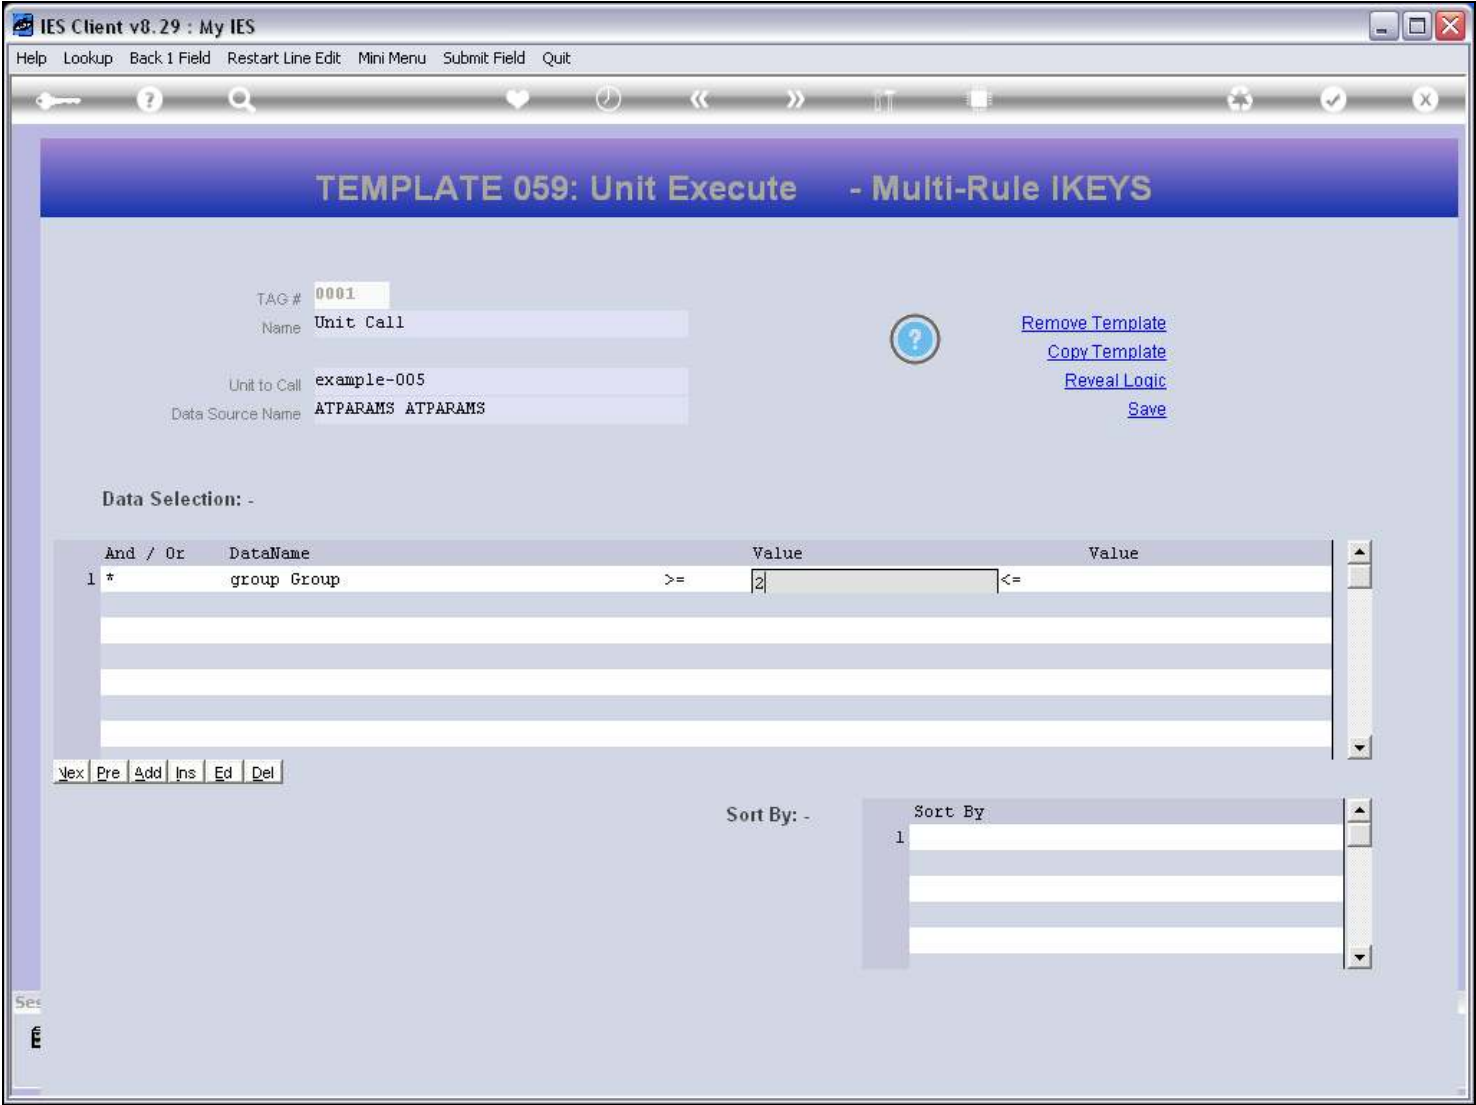 IES Client v8.29 : My IES
Help Lookup Back 1 Field Restart Line Edit Mini Menu Submit Field Quit
TEMPLATE 059: Unit Execute - Multi-Rule IKEYS
TAG # 0001
Name Unit Call
Remove Template
Copy Template
Unit to Call example-005
Reveal Logic
Data Source Name ATPARAMS ATPARAMS
Save
Data Selection: -
And / Or DataName Value Value
1 * group Group >= 2 <=
Nex Pre Add Ins Ed Del
Sort By: -
Sort By
1
Ses